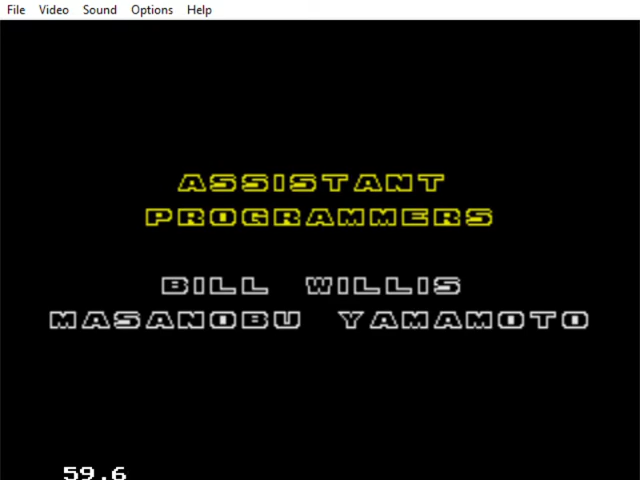 File Video Sound Options Help
ASSISTANT
PROGRAMMERS
BILL WILLIS
MASANOBU YAMAMOTO
59.6